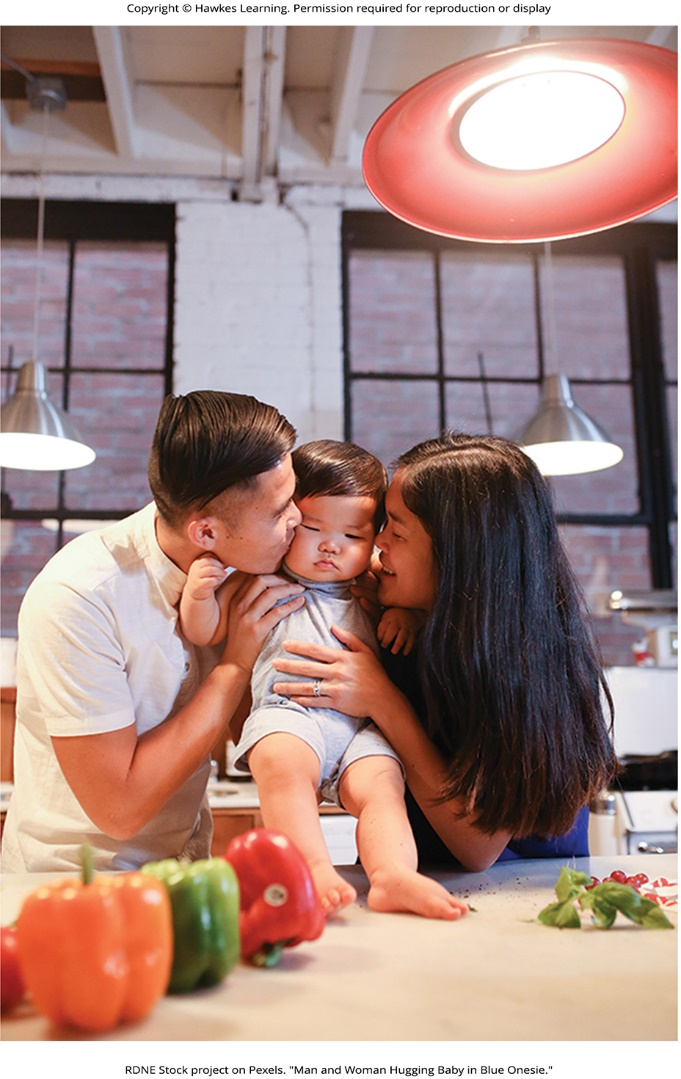 Copyright © Hawkes Learning. Permission required for reproduction or display
RDNE Stock project on Pexels. "Man and Woman Hugging Baby in Blue Onesie."